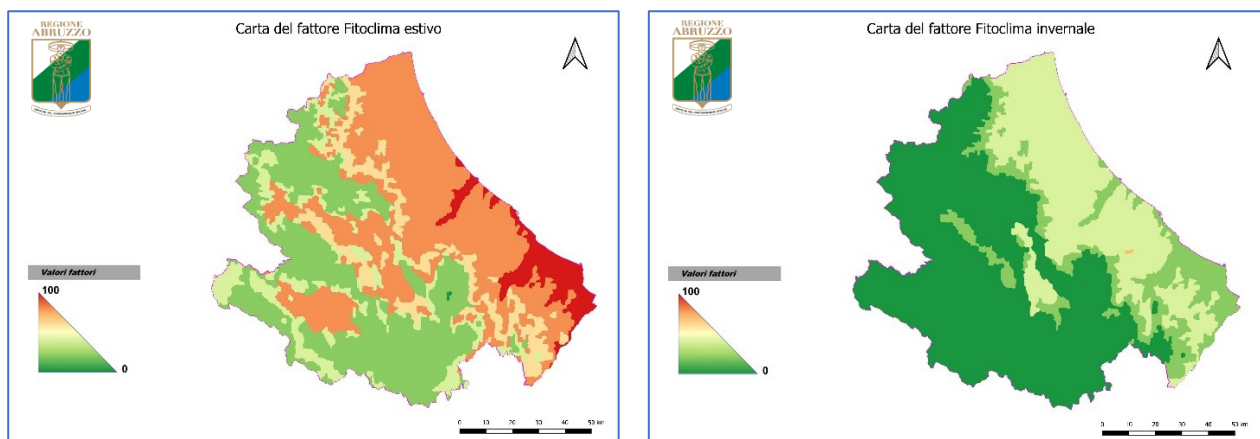 REGIONE
ABRUZZO
Carta del fattore Fitoclima estivo
Valori fattori
100
0
0 10 20 30 40 50 km
REGIONE
ABRUZZO
Carta del fattore Fitoclima invernale
Valori fattori
100
0
0 10 20 30 40 50 km